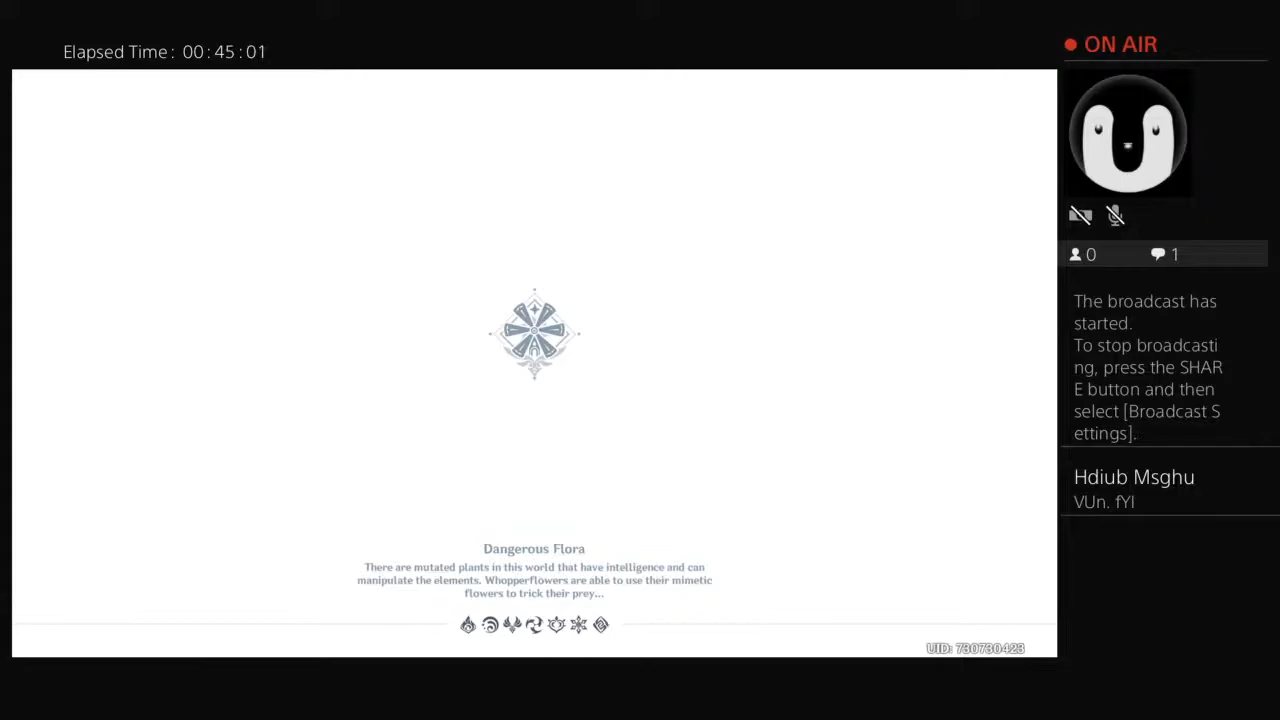 Elapsed Time: 00:45:01
ON AIR
0 1
The broadcast has
started.
To stop broadcasti
ng, press the SHAR
E button and then
select [Broadcast S
ettings].
Hdiub Msghu
VUn. fYI
Dangerous Flora
There are mutated plants in this world that have intelligence and can
manipulate the elements. Whopperflowers are able to use their mimetic
flowers to trick their prey...
UID: 730730423